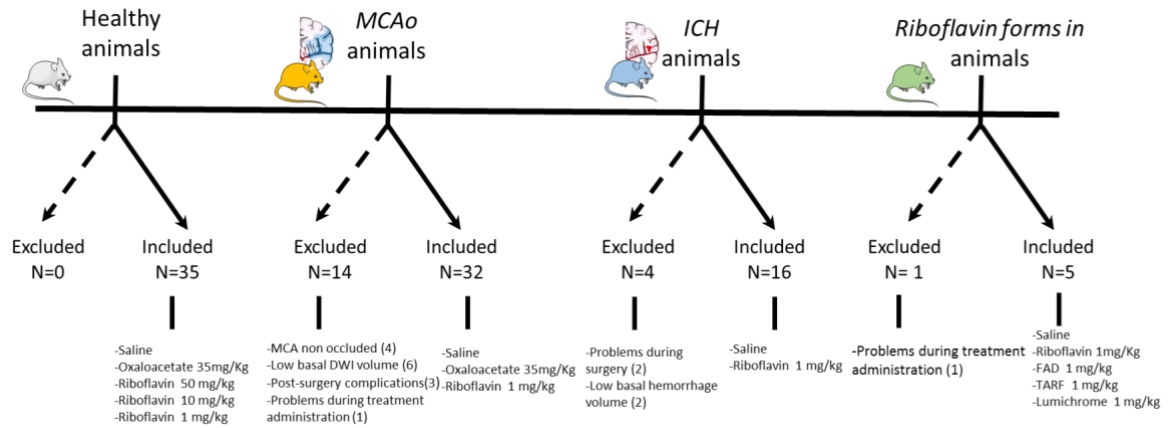 Healthy
animals
MCAo
animals
ICH
animals
Riboflavin forms in
animals
Excluded
N=0
Included
N=35
Excluded
N=14
Included
N=32
Excluded
N=4
Included
N=16
Excluded
N= 1
Included
N=5
-Saline
-Oxaloacetate 35mg/Kg
-Riboflavin 50 mg/kg
-Riboflavin 10 mg/kg
-Riboflavin 1 mg/kg
-MCA non occluded (4)
-Low basal DWI volume (6)
-Post-surgery complications(3)
-Problems during treatment
administration (1)
-Saline
-Oxaloacetate 35mg/Kg
-Riboflavin 1 mg/kg
-Problems during
surgery (2)
-Low basal hemorrhage
volume (2)
-Saline
-Riboflavin 1 mg/kg
-Problems during treatment
administration (1)
-Saline
-Riboflavin 1mg/Kg
-FAD 1 mg/kg
-TARF 1 mg/kg
-Lumichrome 1 mg/kg